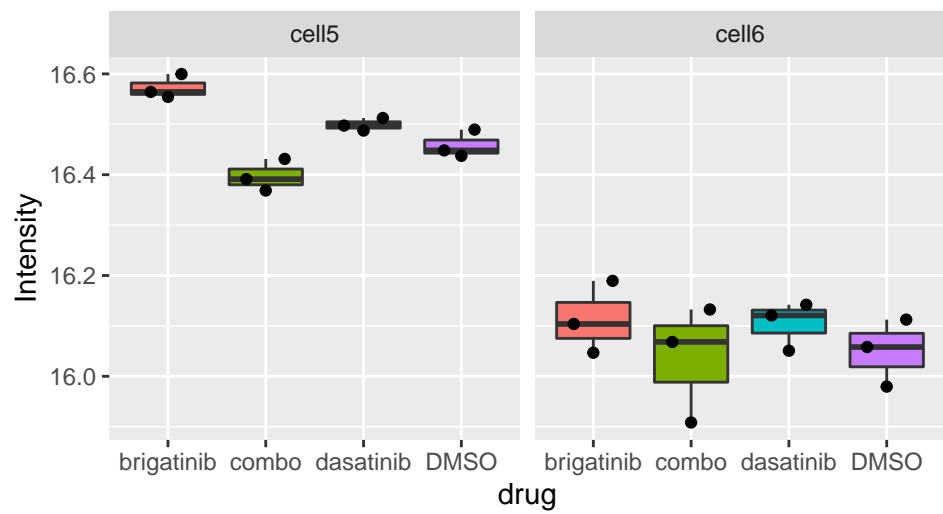 cell5 cell6
Intensity
16.6
16.4
16.2
16.0
brigatinib combo dasatinib DMSO brigatinib combo dasatinib DMSO
drug